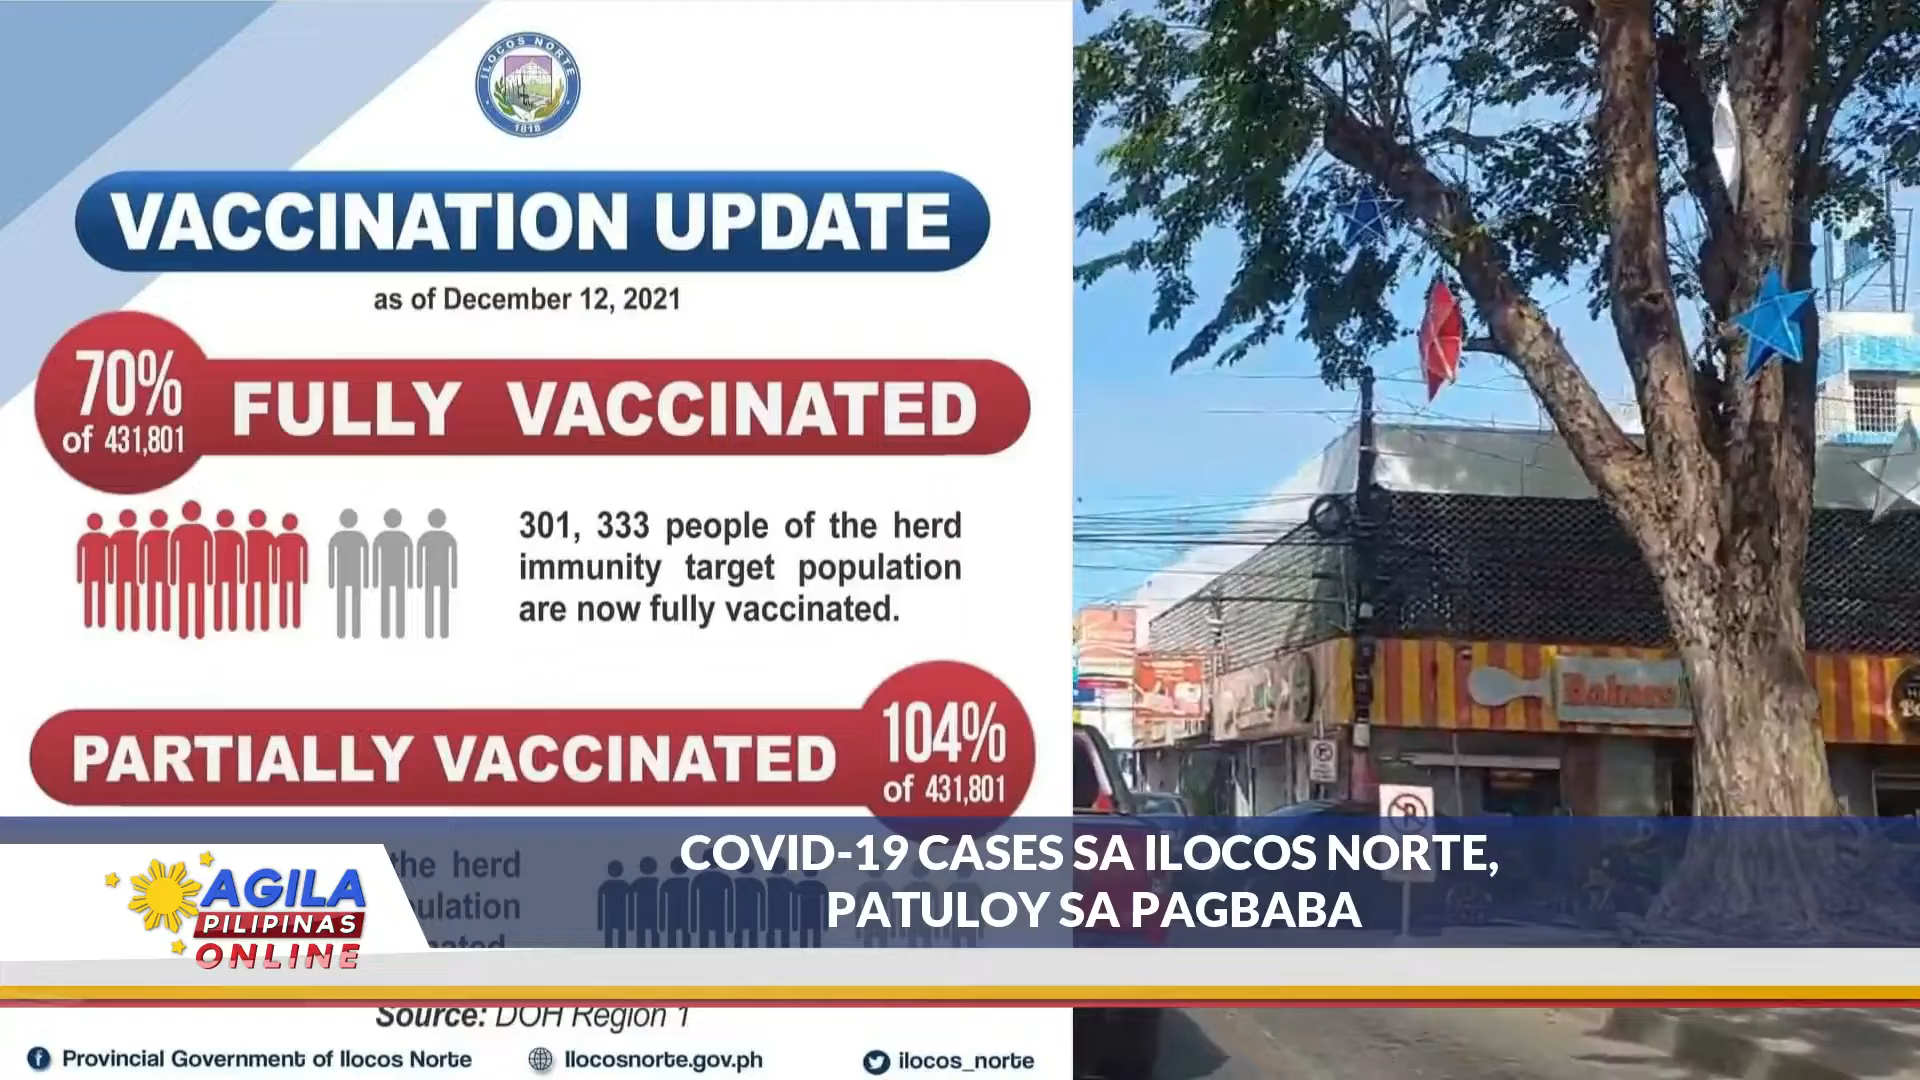 ILOCOS NORTE
1818
VACCINATION UPDATE
as of December 12, 2021
70%
of 431,801
FULLY VACCINATED
301, 333 people of the herd
immunity target population
are now fully vaccinated.
PARTIALLY VACCINATED
104%
of 431,801
the herd
Source: DOH Region 1
Provincial Government of Ilocos Norte
Ilocosnorte.gov.ph
ilocos_norte
COVID-19 CASES SA ILOCOS NORTE,
PATULOY SA PAGBABA
AGILA
PILIPINAS
ONLINE